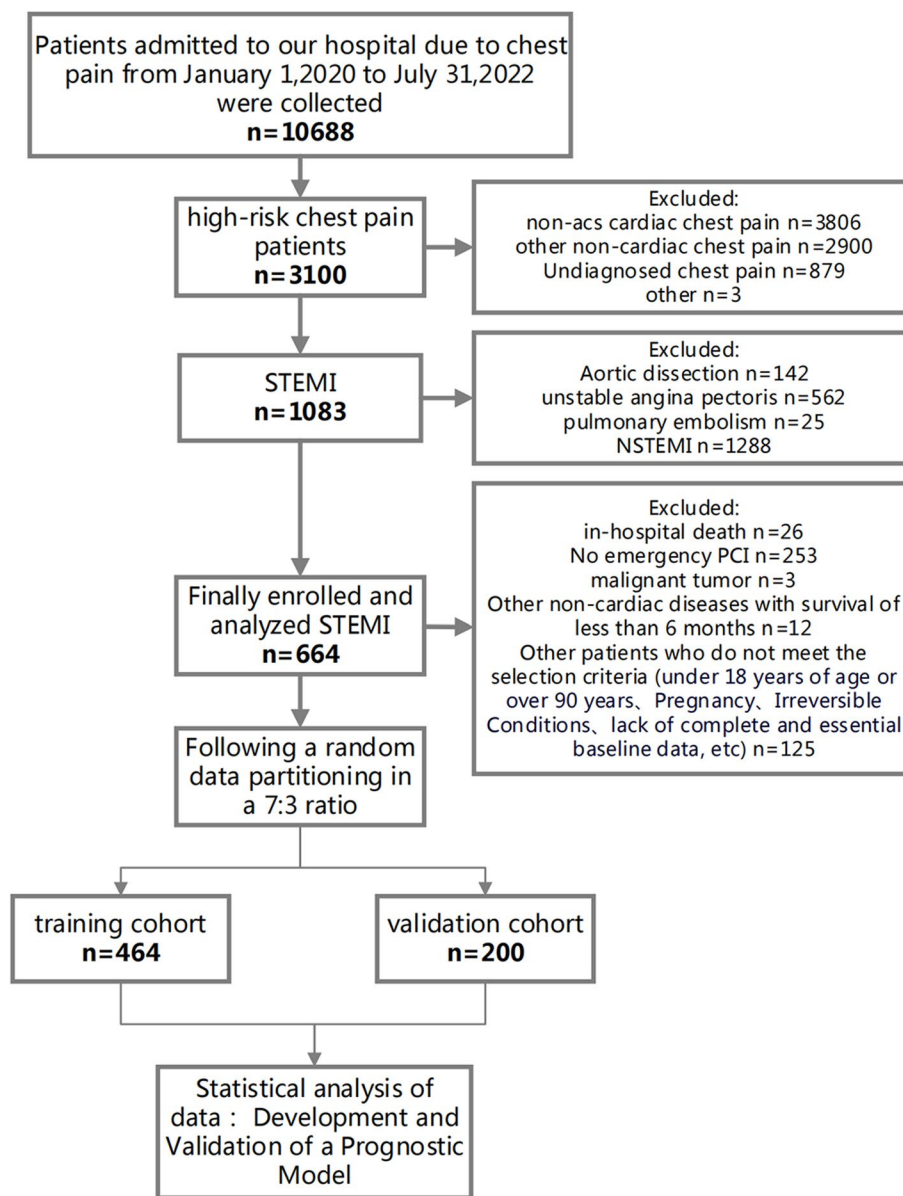 Patients admitted to our hospital due to chest
pain from January 1,2020 to July 31,2022
were collected
n=10688
high-risk chest pain
patients
n=3100
Excluded:
non-acs cardiac chest pain n=3806
other non-cardiac chest pain n=2900
Undiagnosed chest pain n=879
other n=3
STEMI
n=1083
Excluded:
Aortic dissection n=142
unstable angina pectoris n=562
pulmonary embolism n=25
NSTEMI n=1288
Finally enrolled and
analyzed STEMI
n=664
Excluded:
in-hospital death n=26
No emergency PCI n=253
malignant tumor n=3
Other non-cardiac diseases with survival of
less than 6 months n=12
Other patients who do not meet the
selection criteria (under 18 years of age or
over 90 years、Pregnancy、Irreversible
Conditions、lack of complete and essential
baseline data, etc) n=125
Following a random
data partitioning in
a 7:3 ratio
training cohort
n=464
validation cohort
n=200
Statistical analysis of
data： Development and
Validation of a Prognostic
Model